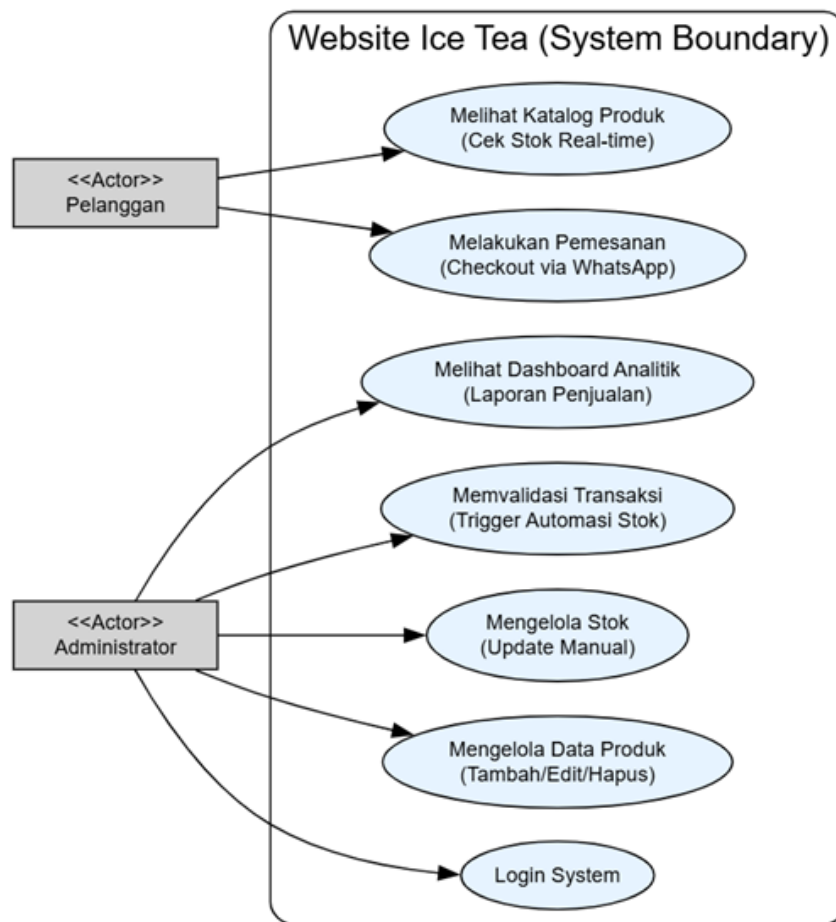 Website Ice Tea (System Boundary)
Melihat Katalog Produk
(Cek Stok Real-time)
<<Actor>>
Pelanggan
Melakukan Pemesanan
(Checkout via WhatsApp)
Melihat Dashboard Analitik
(Laporan Penjualan)
Memvalidasi Transaksi
(Trigger Automasi Stok)
<<Actor>>
Administrator
Mengelola Stok
(Update Manual)
Mengelola Data Produk
(Tambah/Edit/Hapus)
Login System